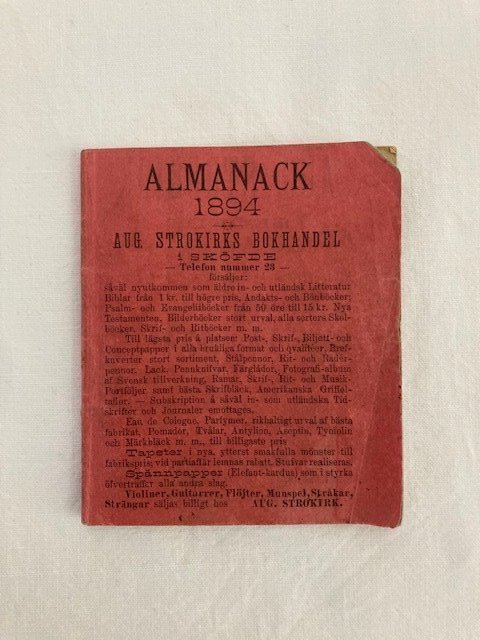 ALMANACK
1894
AUG. STROKIRKS BOKHANDEL
i SKÖFDE
— Telefon nummer 23 —
försäljer:
såväl nyutkommen som äldre in- och utländsk Litteratur
Biblar från 1 kr. till högre pris, Andakts- och Bönböcker;
Psalm- och Evangeliiböcker från 50 öre till 15 kr. Nya
Testamenten, Bilderböcker stort urval, alla sorters Skol-
böcker, Skrif- och Ritböcker m. m.
Till lägsta pris å platsen: Post-, Skrif-, Biljett- och
Conceptpapper i alla brukliga format och qvalitéer. Bref-
kuverter stort sortiment, Stålpennor, Rit- och Rader-
pennor. Lack, Pennknifvar, Färglådor, Fotografi-album
af Svensk tillverkning, Ramar, Skrif-, Rit- och Musik-
Portföljer samt bästa Skrifbläck, Amerikanska Griffel-
taflor. — Subskription å såväl in- som utländska Tid-
skrifter och Journaler emottages.
Eau de Cologne, Parfymer, rikhaltigt urval af bästa
fabrikat, Pomador, Tvålar, Antylion, Aseptin, Tymolin
och Märkbläck m. m., till billigaste pris
Tapeter i nya, ytterst smakfulla mönster till
fabrikspris; vid partiaffär lemnas rabatt. Stufvar realiseras.
Spännpapper (Elefant-kardus) som i styrka
öfverträffar alla andra slag.
Violiner, Guitarrer, Flöjter, Munspel, Stråkar,
Strängar säljas billigt hos AUG. STROKIRK.